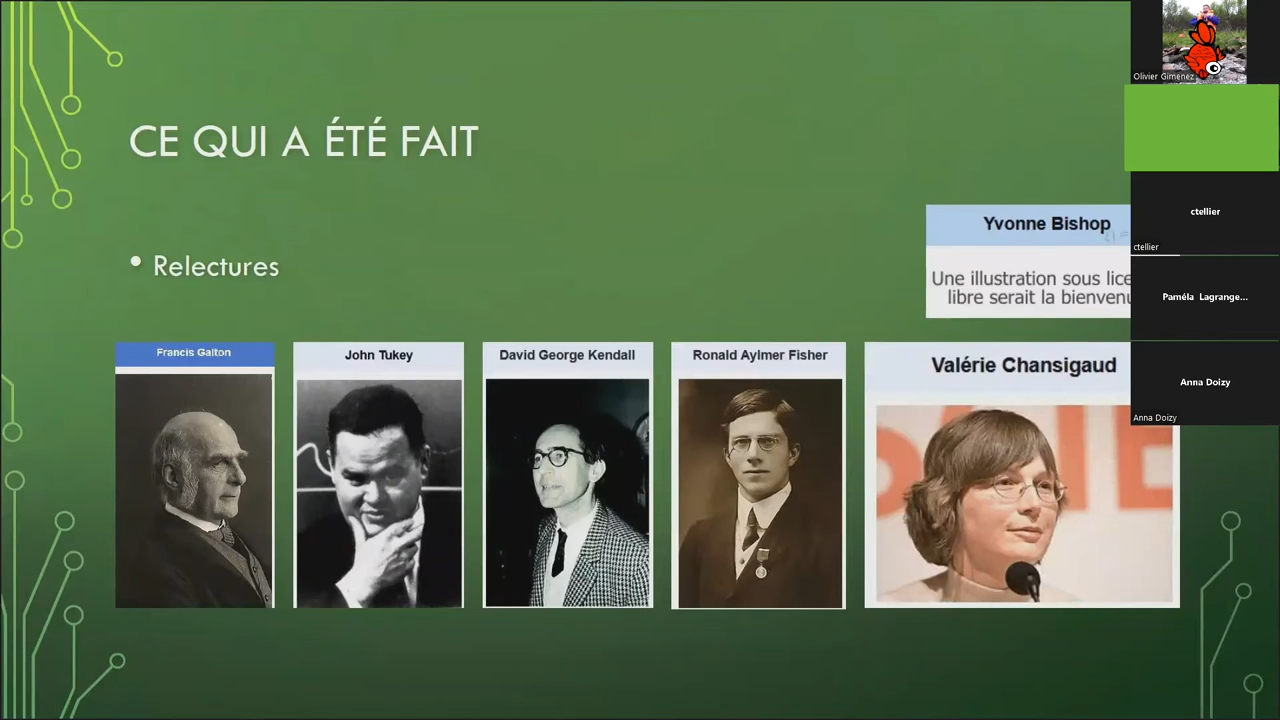 CE QUI A ÉTÉ FAIT
• Relectures
Yvonne Bishop
Une illustration sous lice
libre serait la bienvenu
Francis Galton
John Tukey
David George Kendall
Ronald Aylmer Fisher
Valérie Chansigaud
Olivier Gimenez
ctellier
ctellier
Paméla Lagrange...
Anna Doizy
Anna Doizy